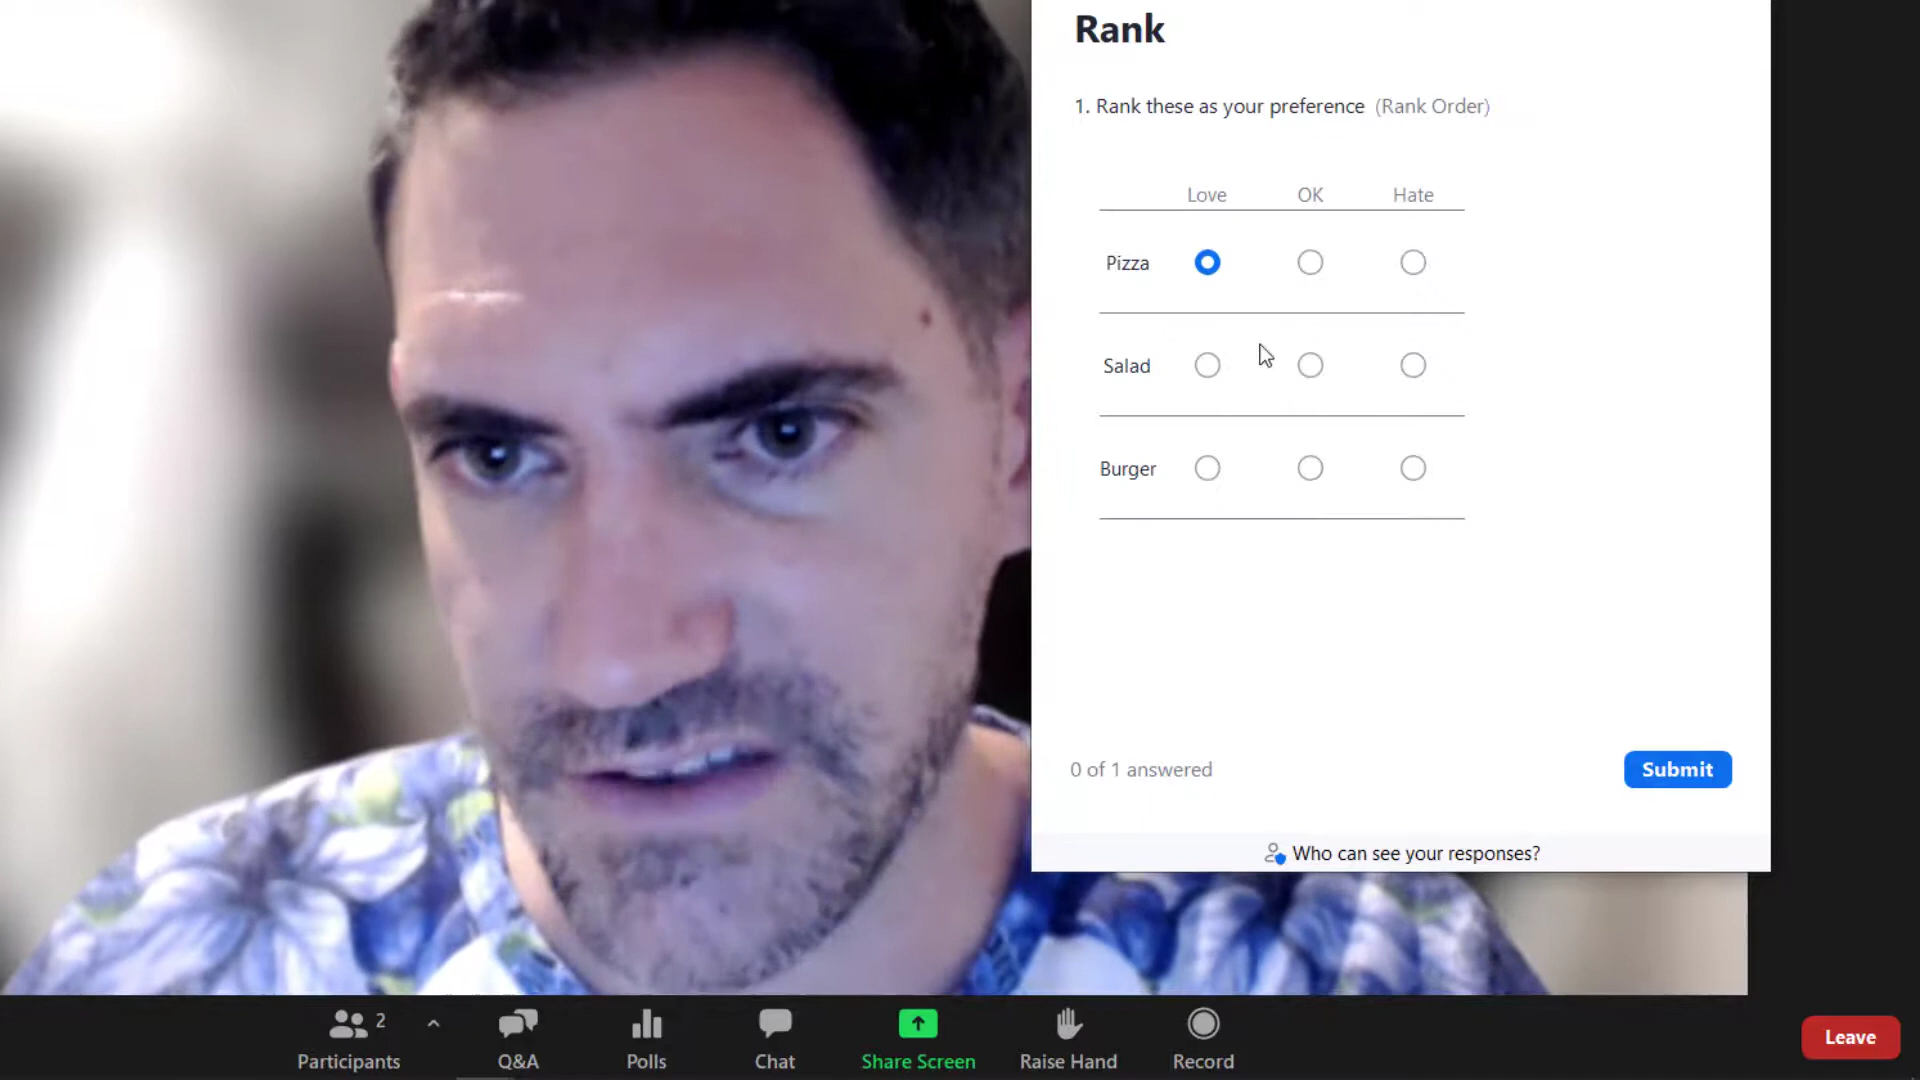 Rank
1. Rank these as your preference (Rank Order)
Love OK Hate
Pizza
Salad
Burger
0 of 1 answered
Submit
Who can see your responses?
2
Participants Q&A Polls Chat Share Screen Raise Hand Record
Leave